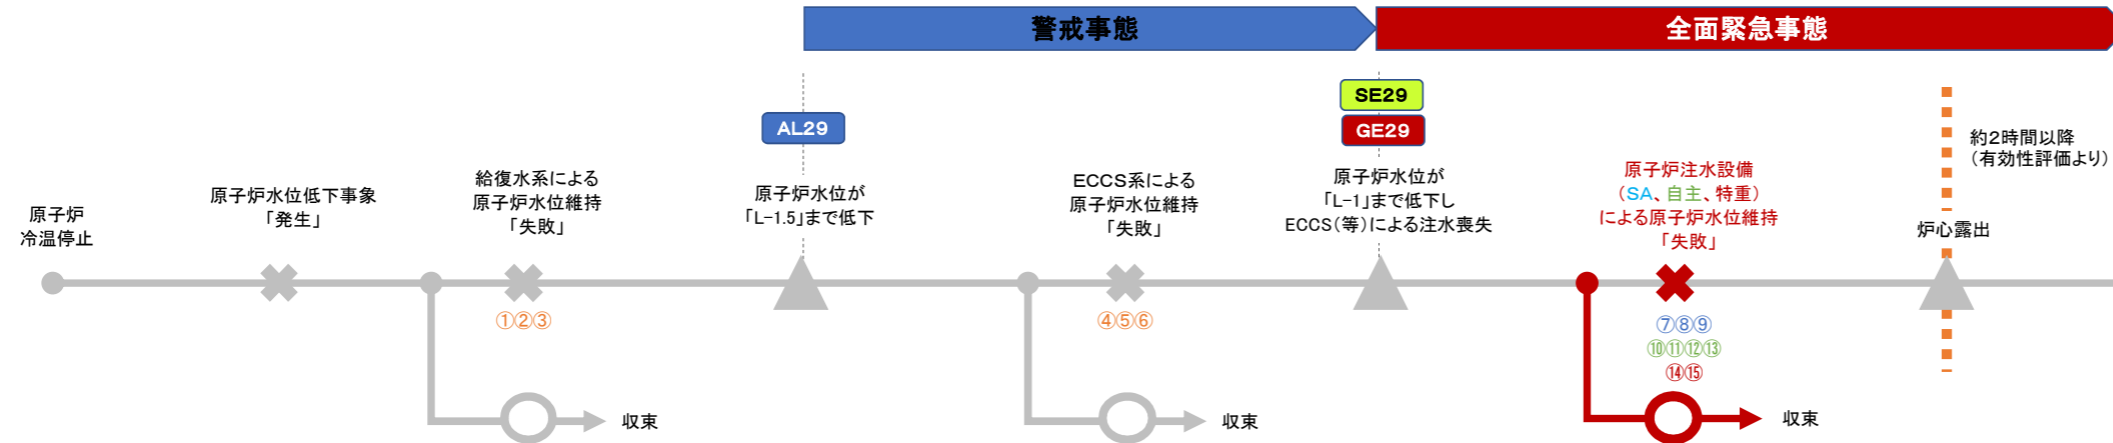 警戒事態
全面緊急事態
AL29
SE29
GE29
原子炉
冷温停止
原子炉水位低下事象
「発生」
給復水系による
原子炉水位維持
「失敗」
①②③
収束
原子炉水位が
「L-1.5」まで低下
ECCS系による
原子炉水位維持
「失敗」
④⑤⑥
収束
原子炉水位が
「L-1」まで低下し
ECCS(等)による注水喪失
原子炉注水設備
(SA、自主、特重)
による原子炉水位維持
「失敗」
⑦⑧⑨
⑩⑪⑫⑬
⑭⑮
収束
炉心露出
約2時間以降
(有効性評価より)